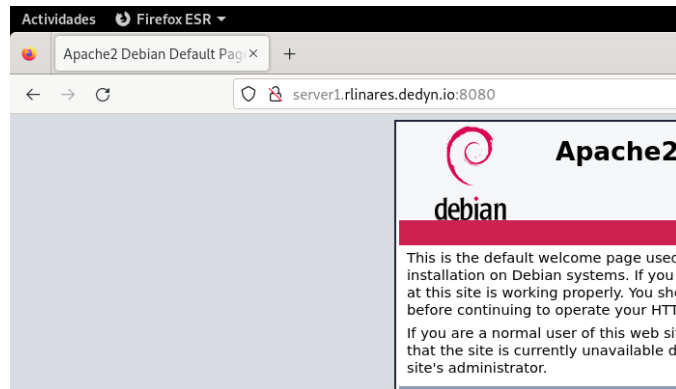 Actividades Firefox ESR
Apache2 Debian Default Pag
server1.rlinares.dedyn.io:8080
debian
Apache2
This is the default welcome page used
installation on Debian systems. If you
at this site is working properly. You sh
before continuing to operate your HTT
If you are a normal user of this web si
that the site is currently unavailable d
site's administrator.